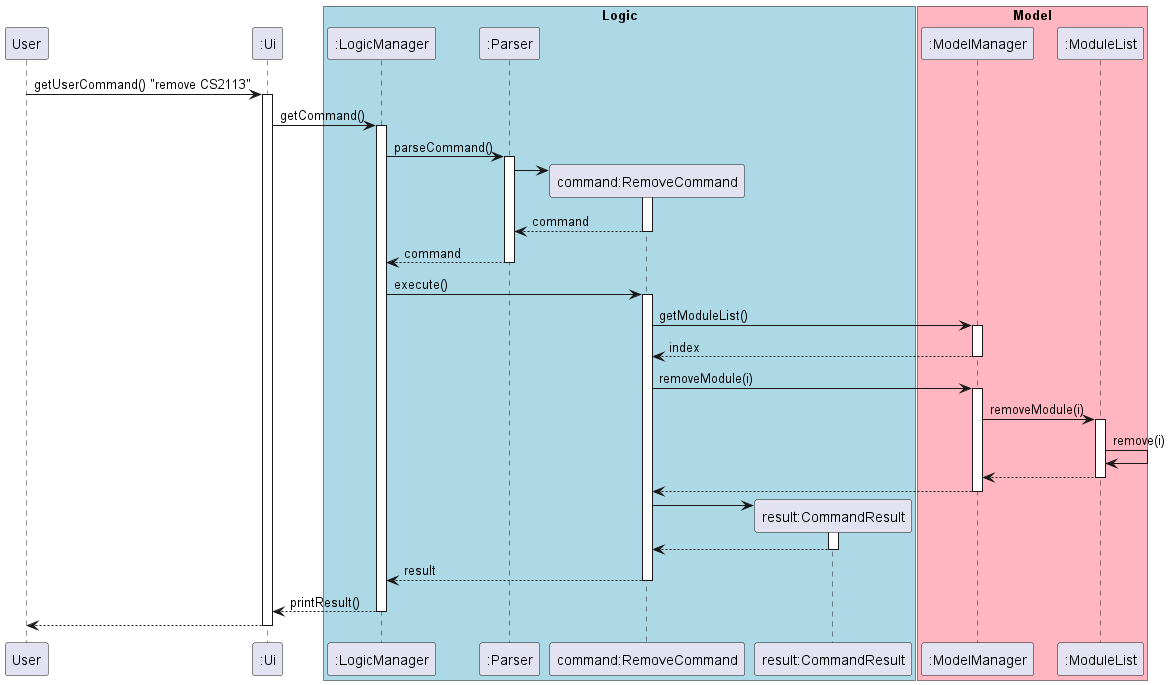 Logic
Model
User
:Ui
:LogicManager
:Parser
:ModelManager
:ModuleList
getUserCommand() "remove CS2113"
getCommand()
parseCommand()
command:RemoveCommand
command
command
execute()
getModuleList()
index
removeModule(i)
removeModule(i)
remove(i)
result:CommandResult
result
printResult()
User
:Ui
:LogicManager
:Parser
command:RemoveCommand
result:CommandResult
:ModelManager
:ModuleList